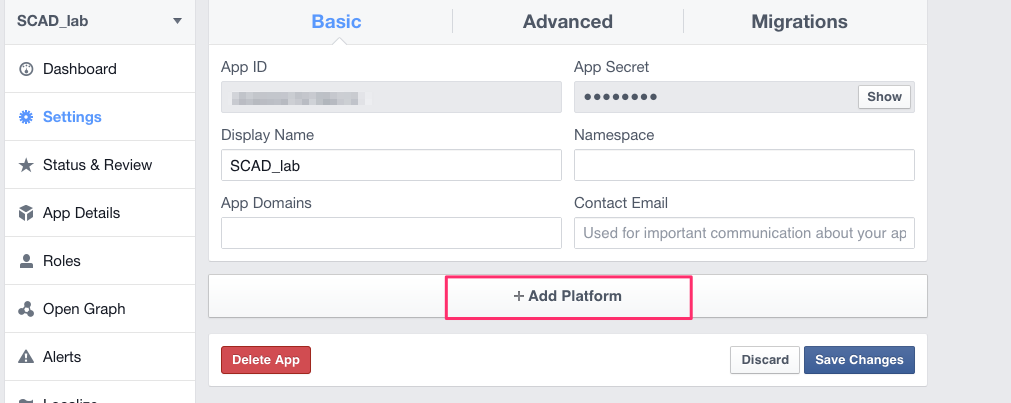 SCAD_lab
Dashboard
Settings
Status & Review
App Details
Roles
Open Graph
Alerts
Localize
Basic
Advanced
Migrations
App ID
App Secret
●●●●●●●●
Show
Display Name
Namespace
SCAD_lab
App Domains
Contact Email
Used for important communication about your ap
+ Add Platform
Delete App
Discard
Save Changes